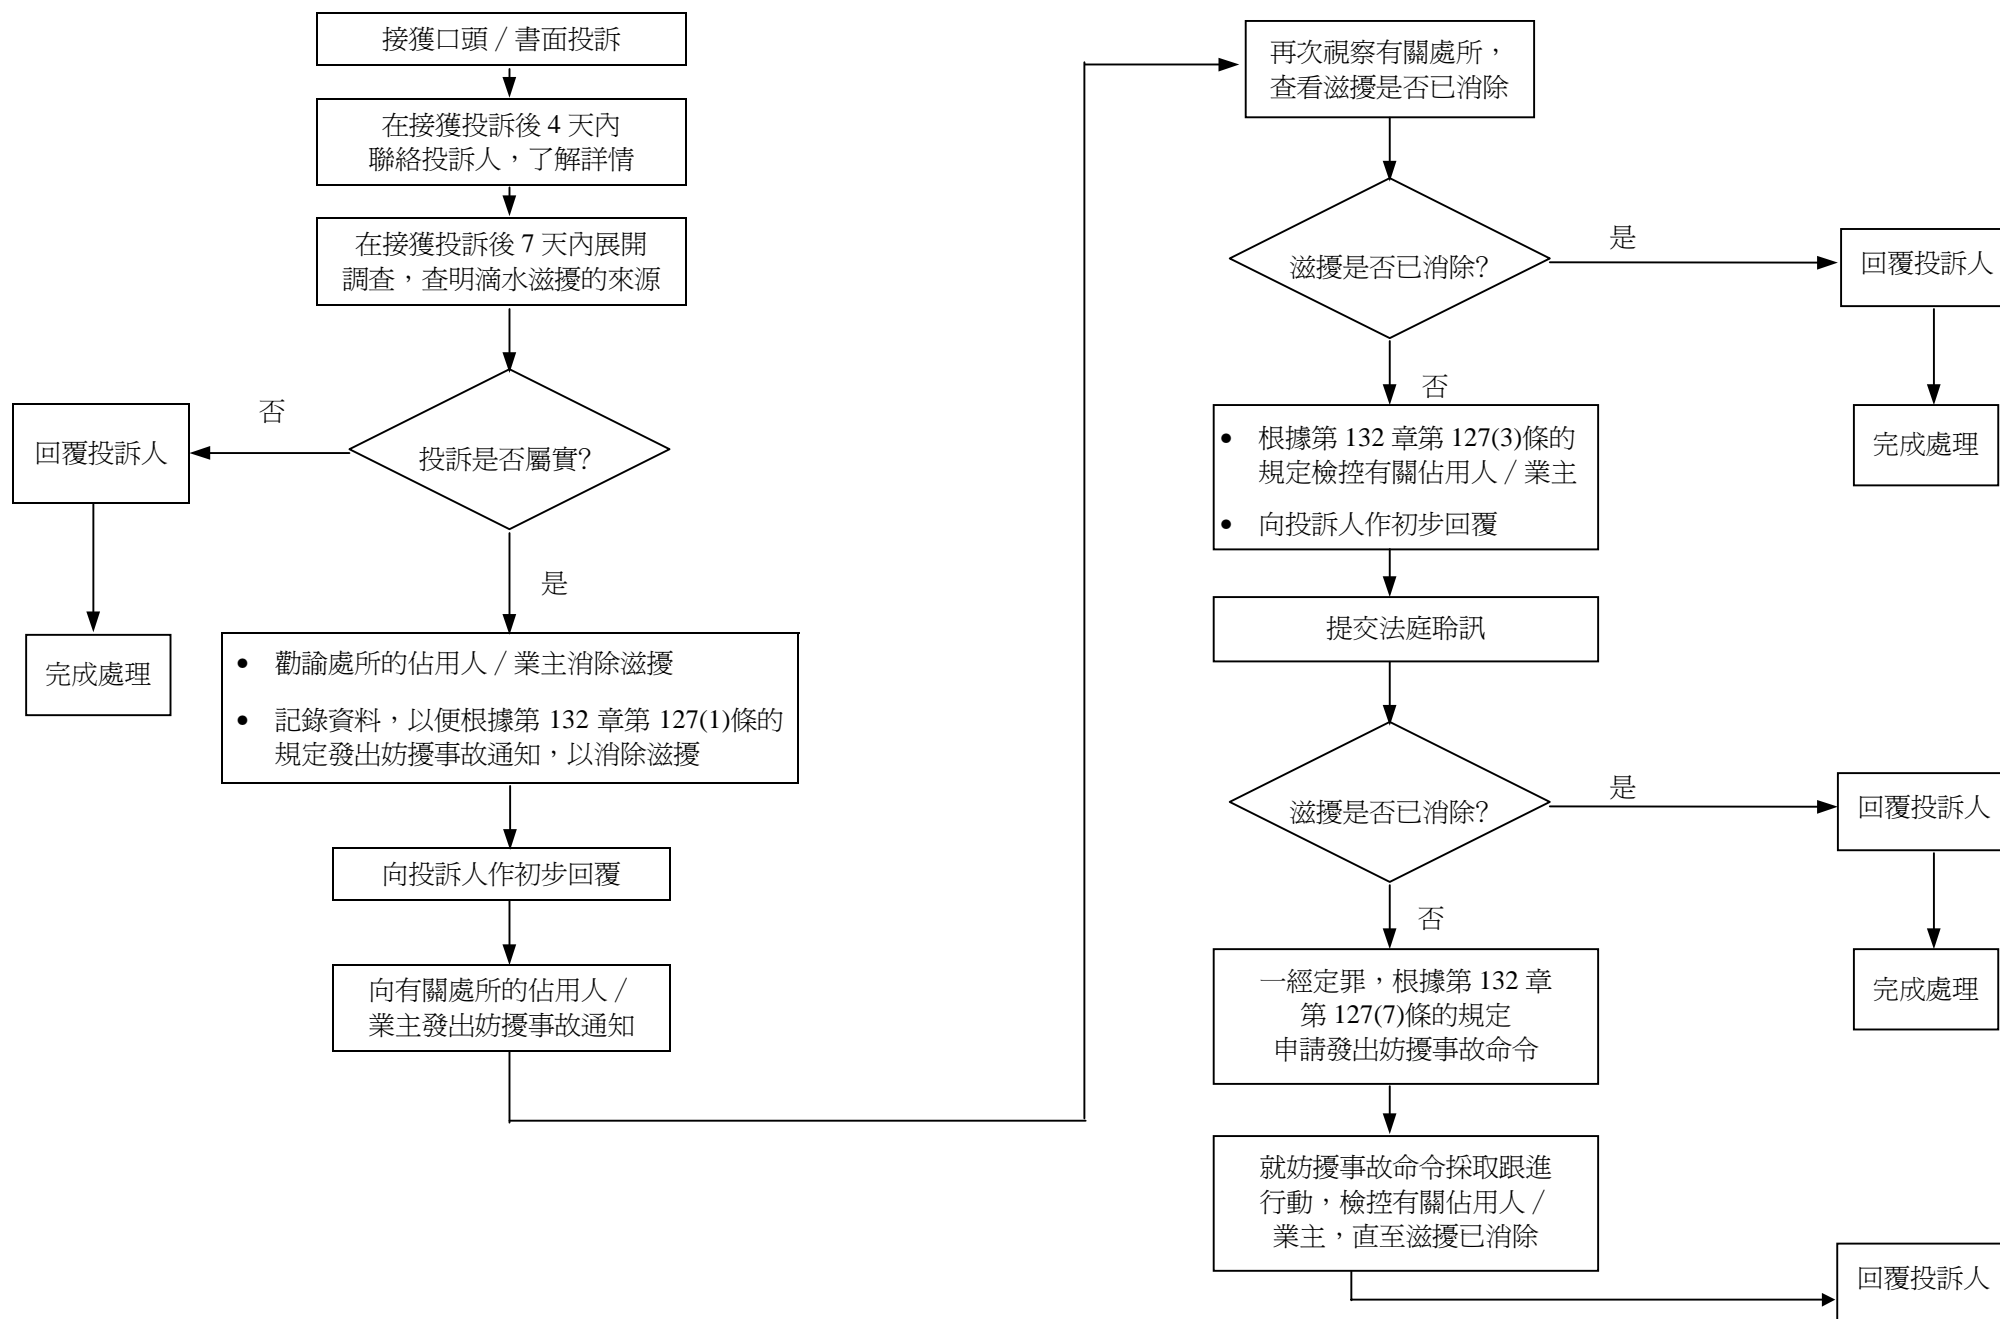 接獲口頭 / 書面投訴
在接獲投訴後 4 天內
聯絡投訴人，了解詳情
在接獲投訴後 7 天內展開
調查，查明滴水滋擾的來源
投訴是否屬實?
否
回覆投訴人
完成處理
是
• 勸諭處所的佔用人 / 業主消除滋擾
• 記錄資料，以便根據第 132 章第 127(1)條的
規定發出妨擾事故通知，以消除滋擾
向投訴人作初步回覆
向有關處所的佔用人 /
業主發出妨擾事故通知
再次視察有關處所，
查看滋擾是否已消除
滋擾是否已消除?
是
回覆投訴人
完成處理
否
• 根據第 132 章第 127(3)條的
規定檢控有關佔用人 / 業主
• 向投訴人作初步回覆
提交法庭聆訊
滋擾是否已消除?
是
回覆投訴人
完成處理
否
一經定罪，根據第 132 章
第 127(7)條的規定
申請發出妨擾事故命令
就妨擾事故命令採取跟進
行動，檢控有關佔用人 /
業主，直至滋擾已消除
回覆投訴人